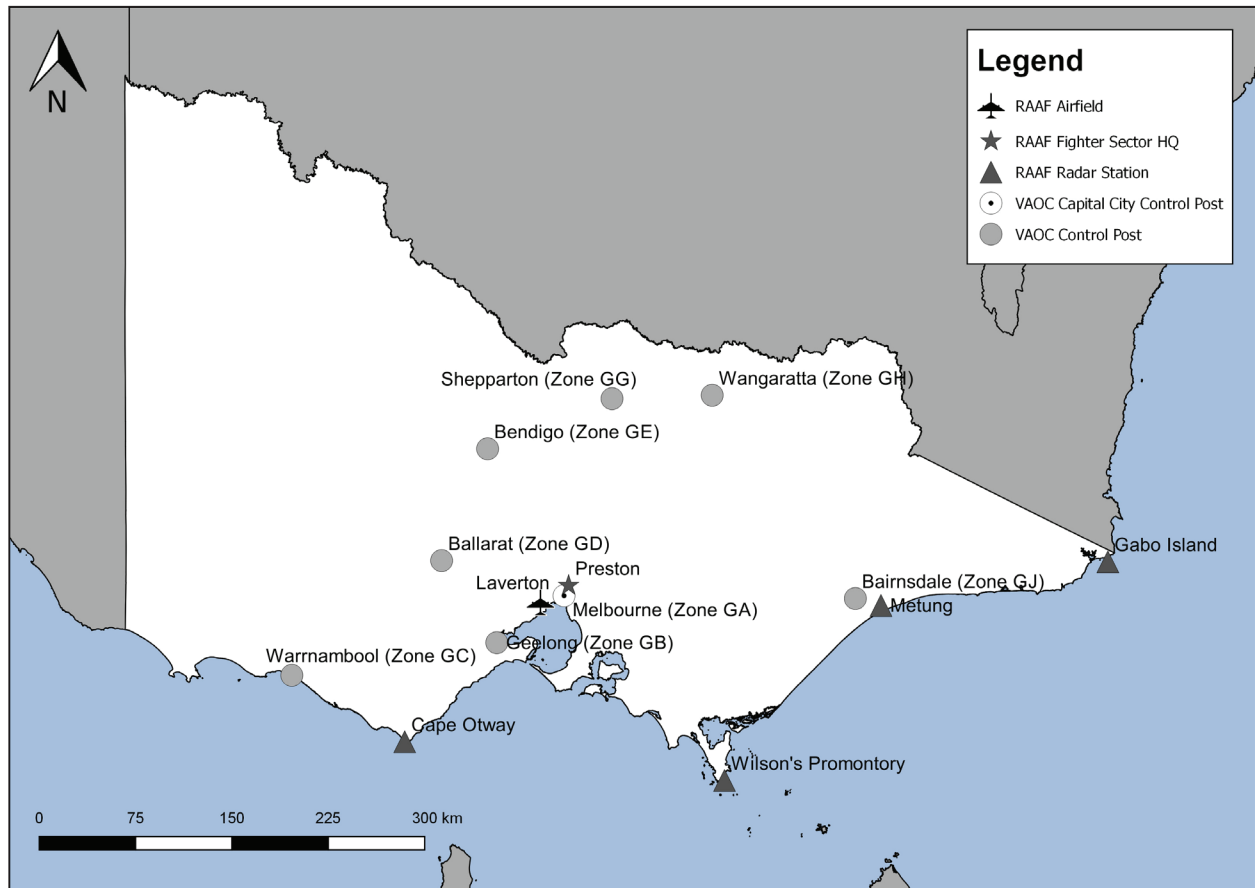 N
Legend
RAAF Airfield
RAAF Fighter Sector HQ
RAAF Radar Station
VAOC Capital City Control Post
VAOC Control Post
Shepparton (Zone GG)
Wangaratta (Zone GH)
Bendigo (Zone GE)
Ballarat (Zone GD)
Gabo Island
Preston
Laverton
Bairnsdale (Zone GJ)
Metung
Melbourne (Zone GA)
Geelong (Zone GB)
Warrnambool (Zone GC)
Cape Otway
Wilson's Promontory
0 75 150 225 300 km